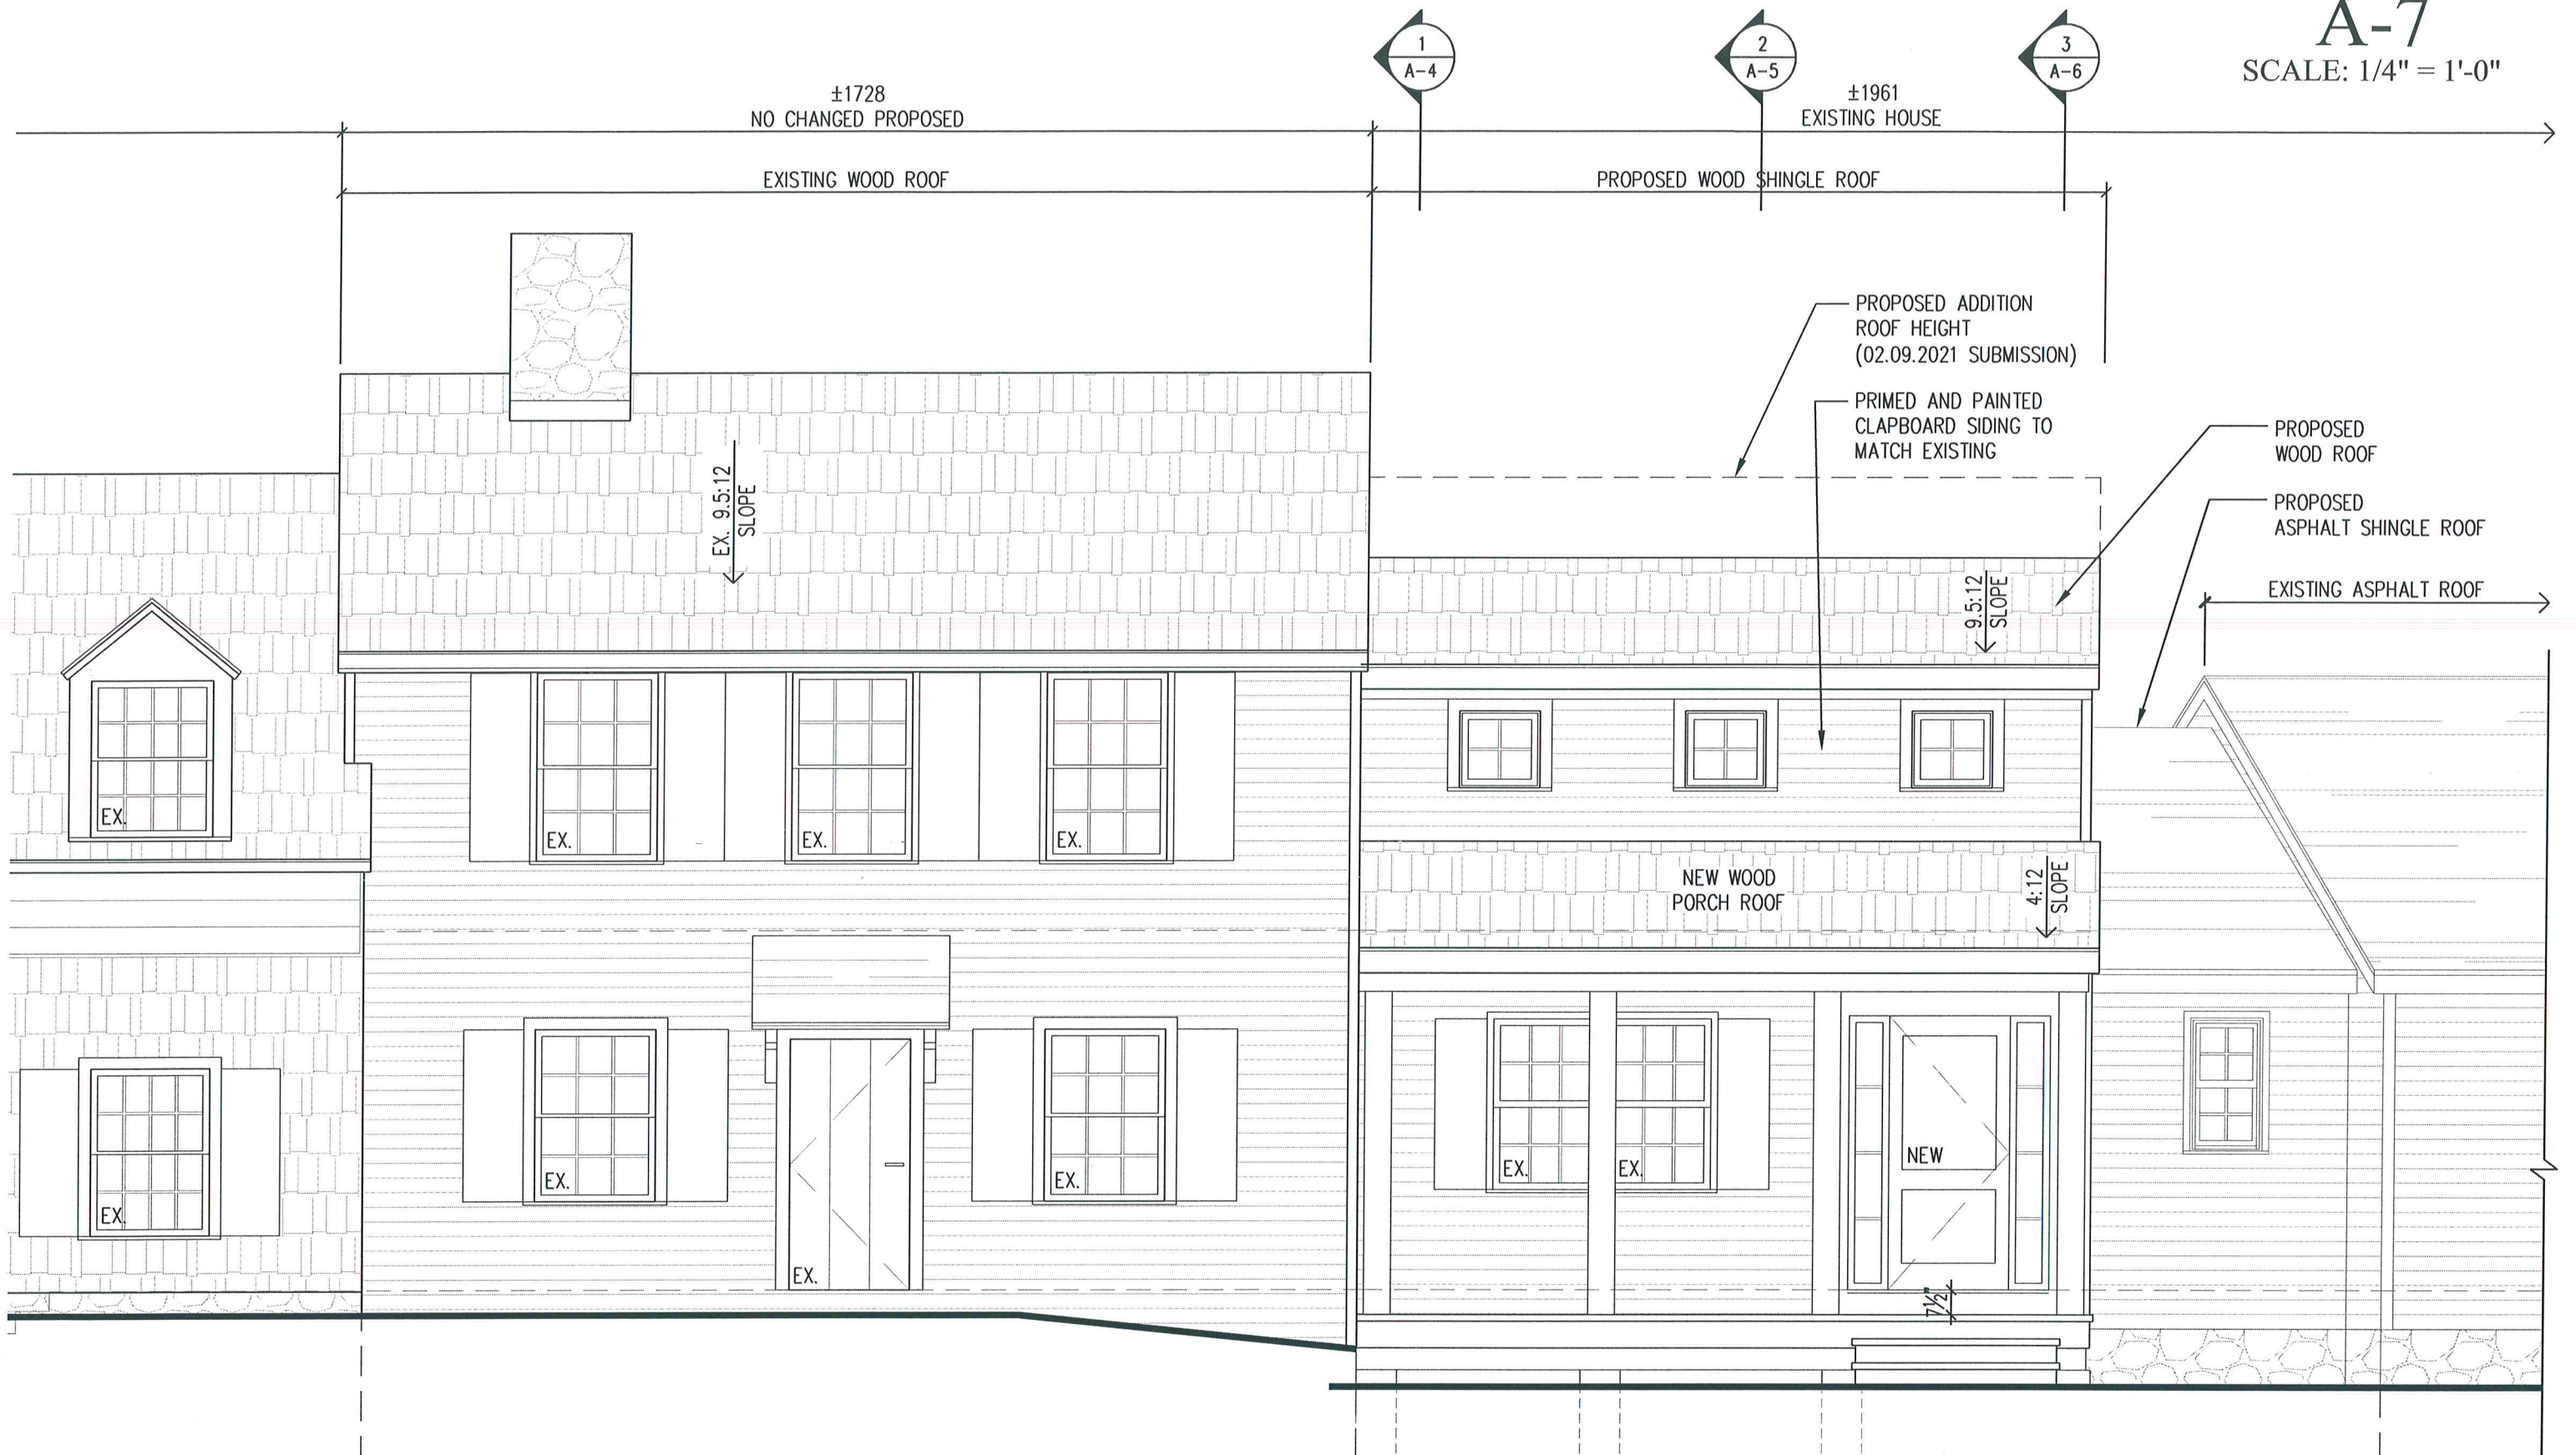 A-7
SCALE: 1/4" = 1'-0"
1
A-4
2
A-5
3
A-6
±1728
NO CHANGED PROPOSED
±1961
EXISTING HOUSE
EXISTING WOOD ROOF
PROPOSED WOOD SHINGLE ROOF
PROPOSED ADDITION
ROOF HEIGHT
(02.09.2021 SUBMISSION)
PRIMED AND PAINTED
CLAPBOARD SIDING TO
MATCH EXISTING
PROPOSED
WOOD ROOF
PROPOSED
ASPHALT SHINGLE ROOF
EXISTING ASPHALT ROOF
EX. 9.5:12
SLOPE
9.5:12
SLOPE
EX.
EX.
EX.
EX.
NEW WOOD
PORCH ROOF
4:12
SLOPE
EX.
EX.
EX.
EX.
EX.
EX.
NEW
7½"